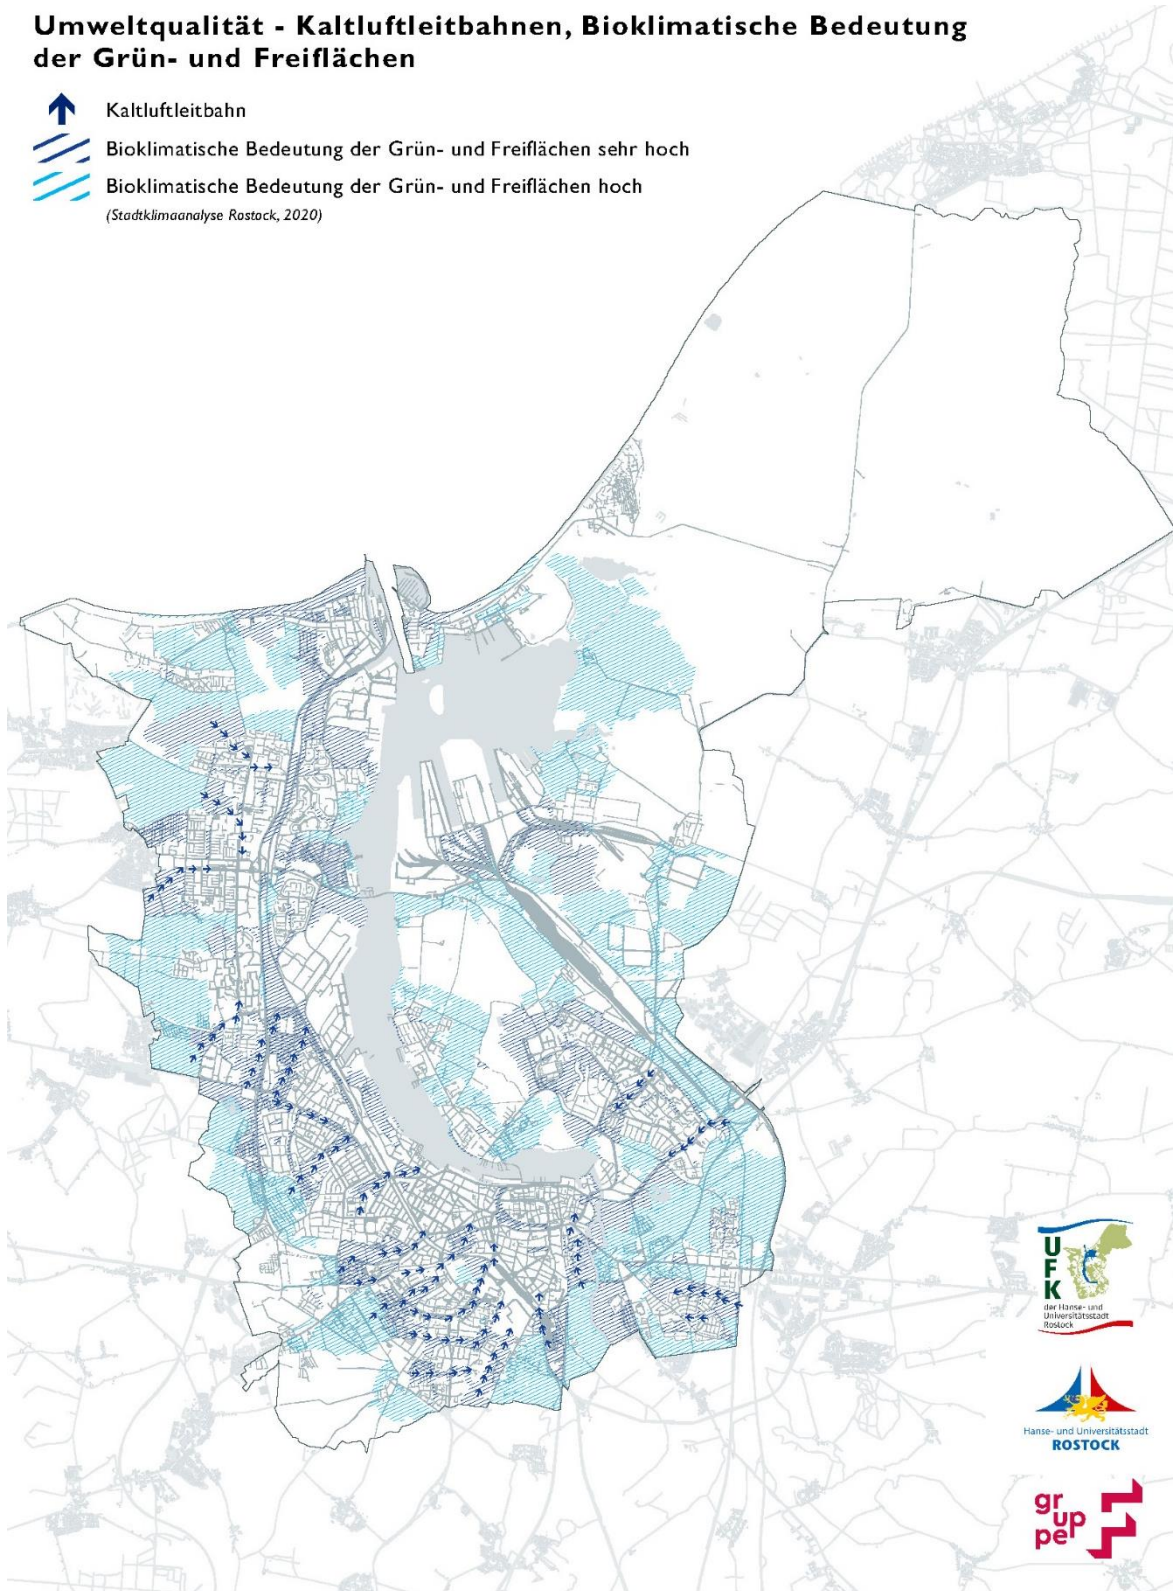 Umweltqualität - Kaltluftleitbahnen, Bioklimatische Bedeutung
der Grün- und Freiflächen
Kaltluftleitbahn
Bioklimatische Bedeutung der Grün- und Freiflächen sehr hoch
Bioklimatische Bedeutung der Grün- und Freiflächen hoch
(Stadtklimaanalyse Rostock, 2020)
UFK
der Hanse- und
Universitätsstadt
Rostock
Hanse- und Universitätsstadt
ROSTOCK
gr
up
pe
F